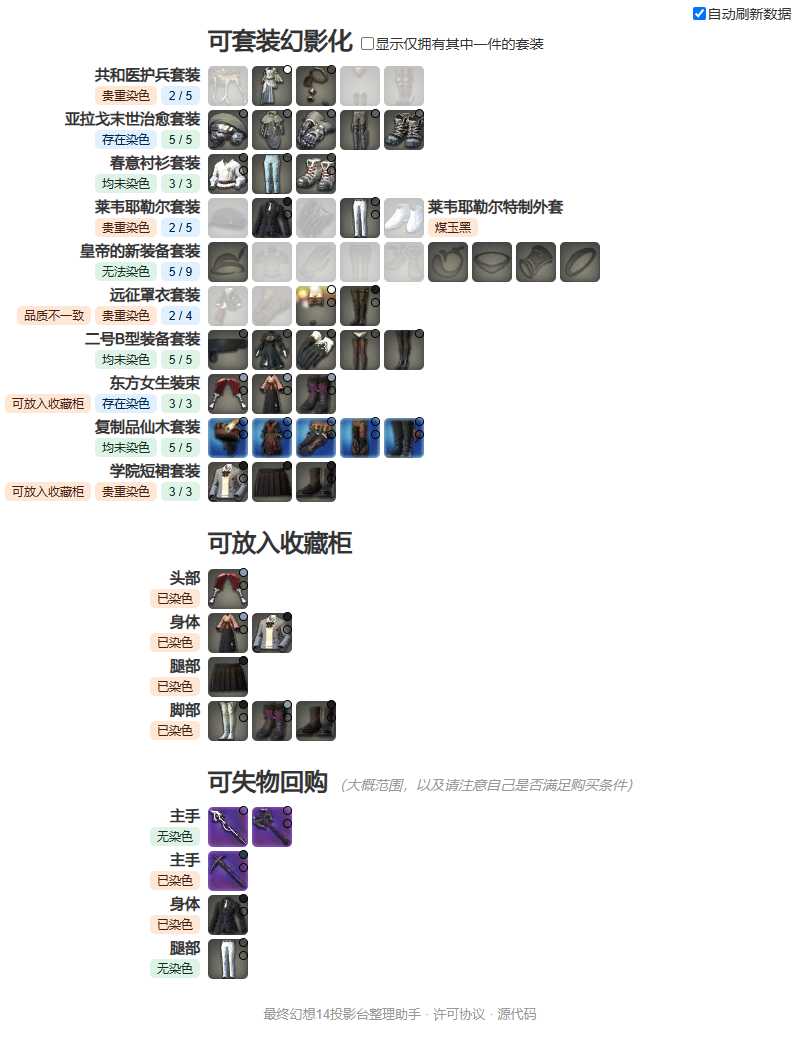 自动刷新数据
可套装幻影化 显示仅拥有其中一件的套装
共和医护兵套装
贵重染色 2 / 5
亚拉戈末世治愈套装
存在染色 5 / 5
春意衬衫套装
均未染色 3 / 3
莱韦耶勒尔套装 莱韦耶勒尔特制外套
贵重染色 2 / 5 煤玉黑
皇帝的新装备套装
无法染色 5 / 9
远征罩衣套装
品质不一致 贵重染色 2 / 4
二号B型装备套装
均未染色 5 / 5
东方女生装束
可放入收藏柜 存在染色 3 / 3
复制品仙木套装
均未染色 5 / 5
学院短裙套装
可放入收藏柜 贵重染色 3 / 3
可放入收藏柜
头部
已染色
身体
已染色
腿部
已染色
脚部
已染色
可失物回购 （大概范围，以及请注意自己是否满足购买条件）
主手
无染色
主手
已染色
身体
已染色
腿部
无染色
最终幻想14投影台整理助手 · 许可协议 · 源代码